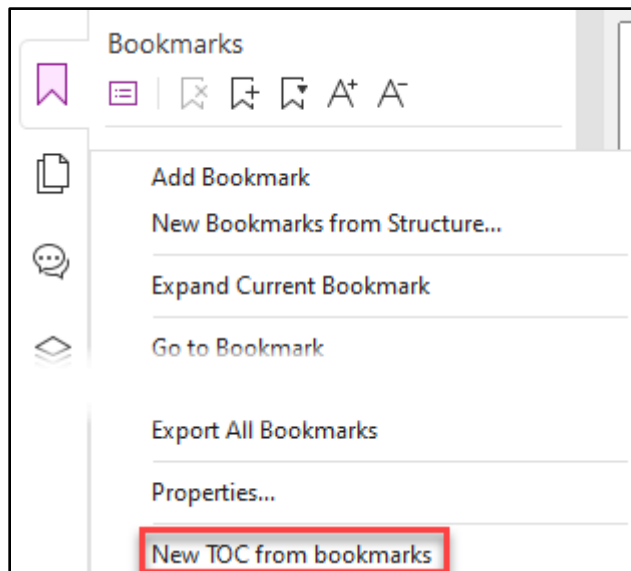 Bookmarks
A+ A-
Add Bookmark
New Bookmarks from Structure...
Expand Current Bookmark
Go to Bookmark
Export All Bookmarks
Properties...
New TOC from bookmarks